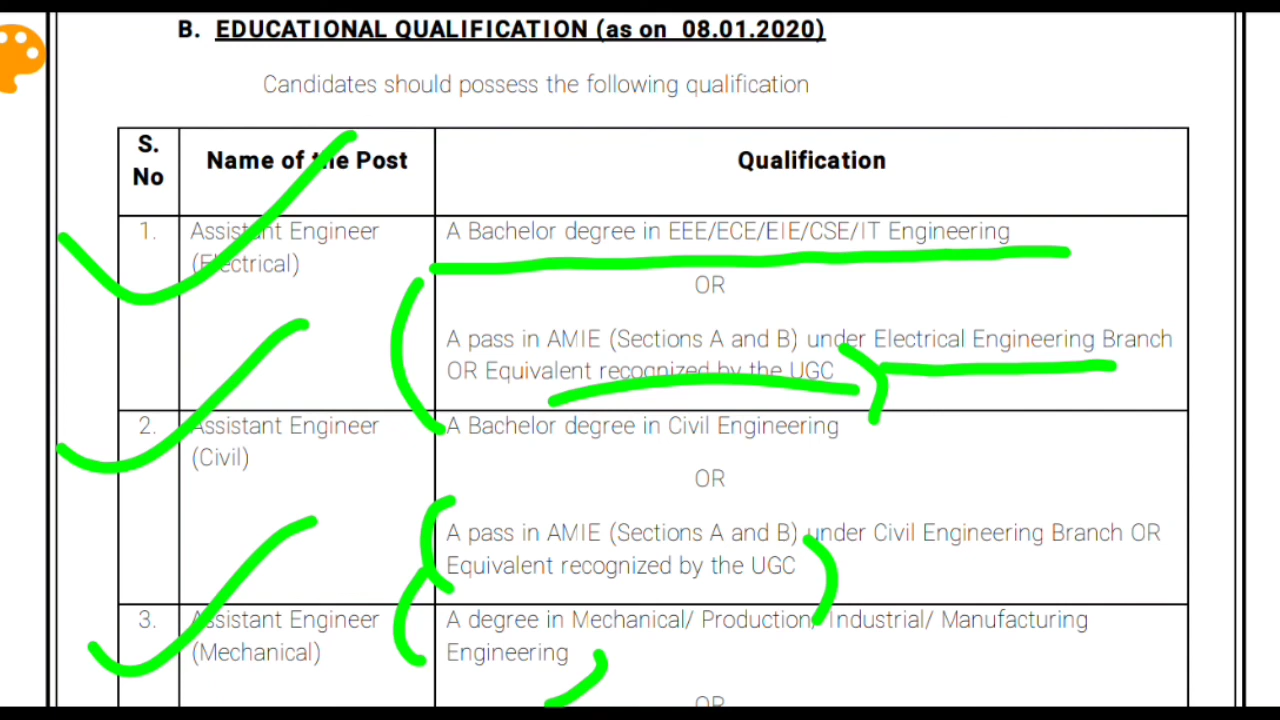 B. EDUCATIONAL QUALIFICATION (as on 08.01.2020)
Candidates should possess the following qualification
S. No
Name of the Post
Qualification
1.
Assistant Engineer
(Electrical)
A Bachelor degree in EEE/ECE/EIE/CSE/IT Engineering
OR
A pass in AMIE (Sections A and B) under Electrical Engineering Branch
OR Equivalent recognized by the UGC
2.
Assistant Engineer
(Civil)
A Bachelor degree in Civil Engineering
OR
A pass in AMIE (Sections A and B) under Civil Engineering Branch OR
Equivalent recognized by the UGC
3.
Assistant Engineer
(Mechanical)
A degree in Mechanical/ Production/ Industrial/ Manufacturing
Engineering
OR